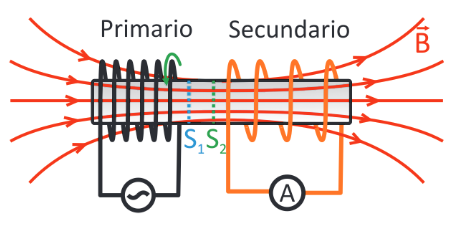 Primario Secundario
B⃗
S₁ S₂
A